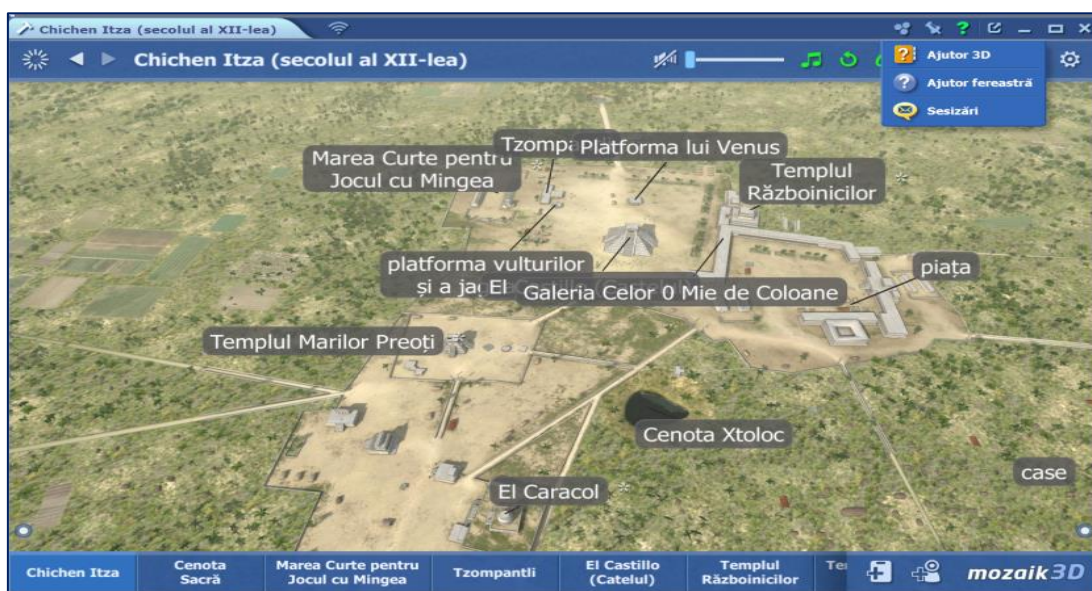 Chichen Itza (secolul al XII-lea)
Chichen Itza (secolul al XII-lea)
Ajutor 3D
Ajutor fereastră
Sesizări
Marea Curte pentru
Jocul cu Mingea
Platforma lui Venus
Templul
Războinicilor
platforma vulturilor
și a
El
Galeria Celor 0 Mie de Coloane
piața
Templul Marilor Preoți
Cenota Xtoloc
case
El Caracol
Chichen Itza
Cenota
Sacră
Marea Curte pentru
Jocul cu Mingea
Tzompantli
El Castillo
(Catelul)
Templul
Războinicilor
mozaik3D